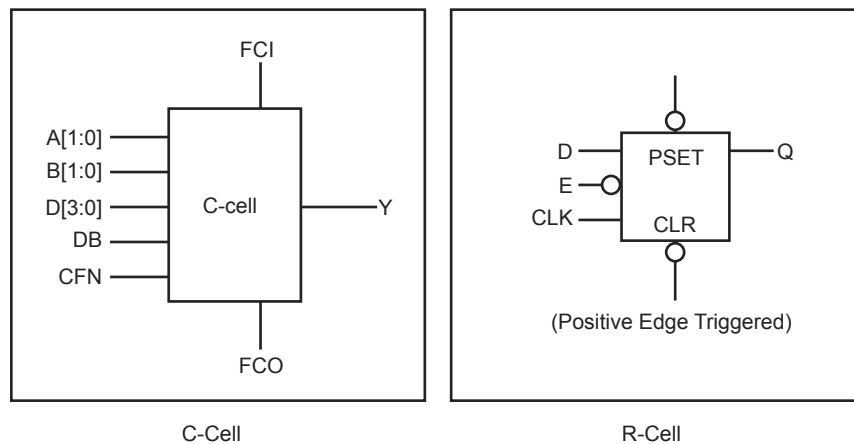 FCI
A[1:0]
B[1:0]
D[3:0]
DB
CFN
C-cell
Y
FCO
C-Cell
D
E
CLK
PSET
CLR
Q
(Positive Edge Triggered)
R-Cell